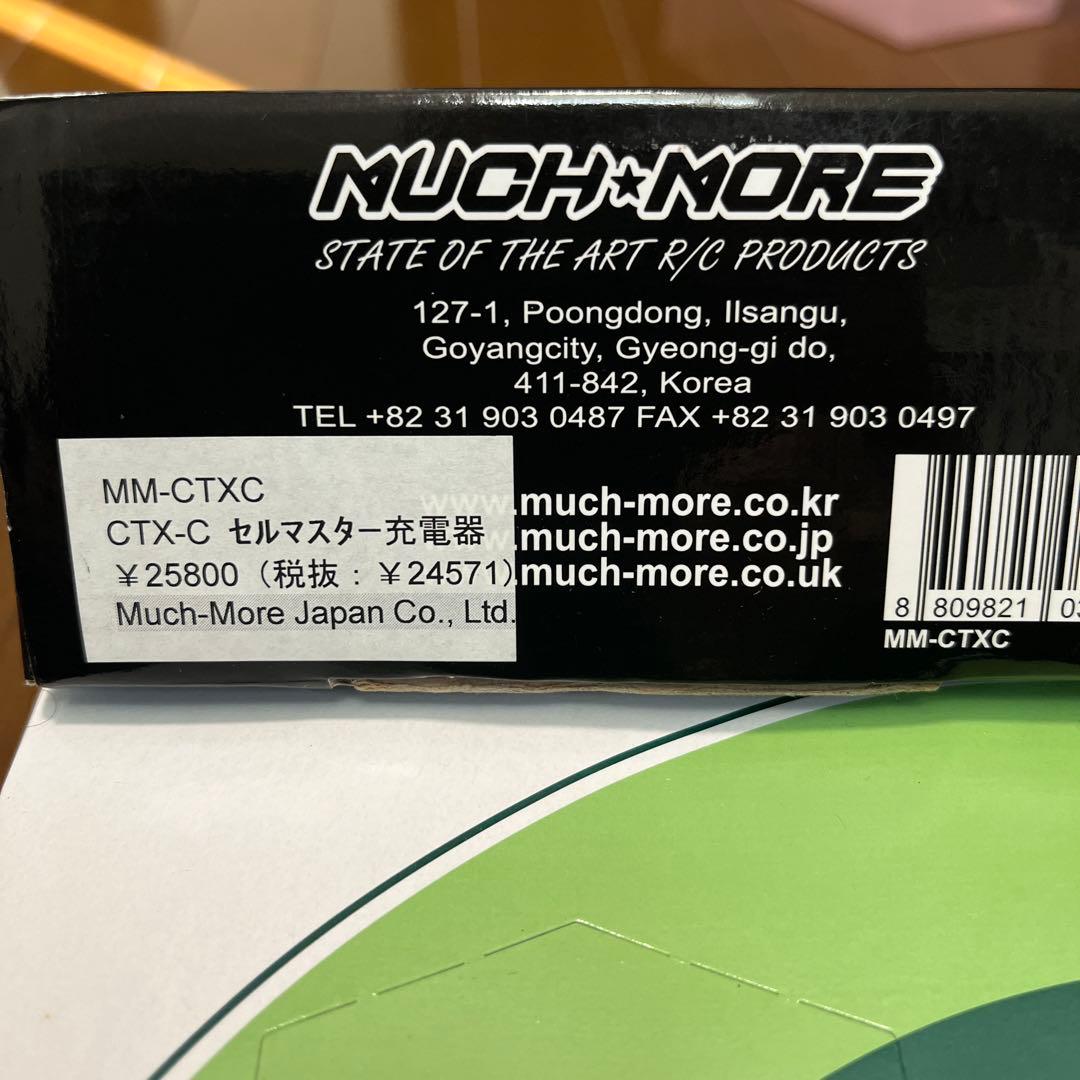 MUCH★MORE
STATE OF THE ART R/C PRODUCTS
127-1, Poongdong, Ilsangu,
Goyangcity, Gyeong-gi do,
411-842, Korea
TEL +82 31 903 0487 FAX +82 31 903 0497
MM-CTXC
CTX-C セルマスター充電器
￥25800（税抜：￥24571）
Much-More Japan Co., Ltd.
www.much-more.co.kr
.much-more.co.jp
.much-more.co.uk
8 809821
MM-CTXC